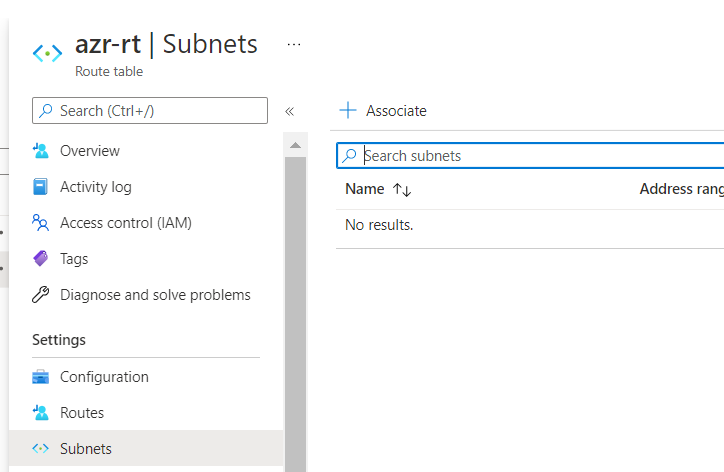 azr-rt | Subnets ...
Route table
Search (Ctrl+/)
«
Overview
Activity log
Access control (IAM)
Tags
Diagnose and solve problems
Settings
Configuration
Routes
Subnets
+ Associate
Search subnets
Name ↑↓ Address rang
No results.